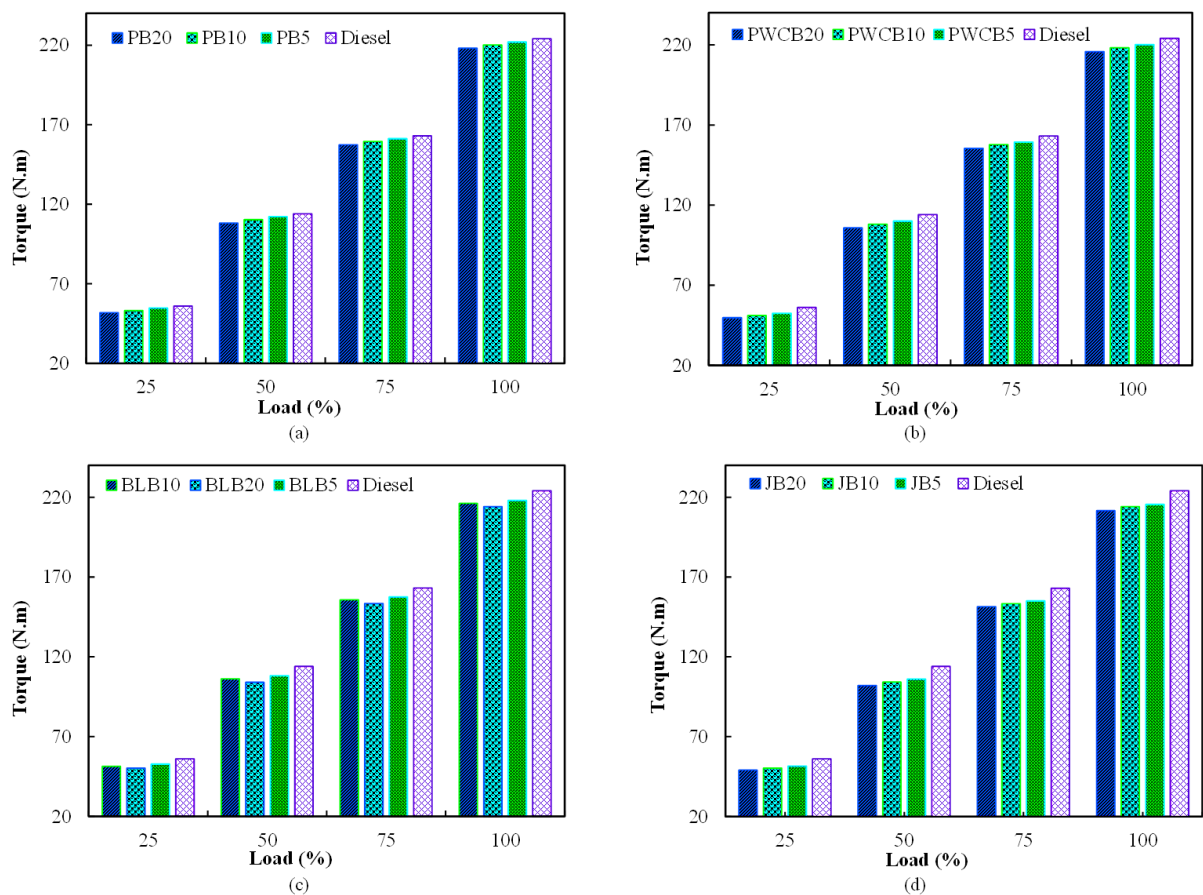 PB20 PB10 PB5 Diesel
220
170
120
70
20
Torque (N.m)
25 50 75 100
Load (%)
(a)
PWCB20 PWCB10 PWCB5 Diesel
220
170
120
70
20
Torque (N.m)
25 50 75 100
Load (%)
(b)
BLB10 BLB20 BLB5 Diesel
220
170
120
70
20
Torque (N.m)
25 50 75 100
Load (%)
(c)
JB20 JB10 JB5 Diesel
220
170
120
70
20
Torque (N.m)
25 50 75 100
Load (%)
(d)